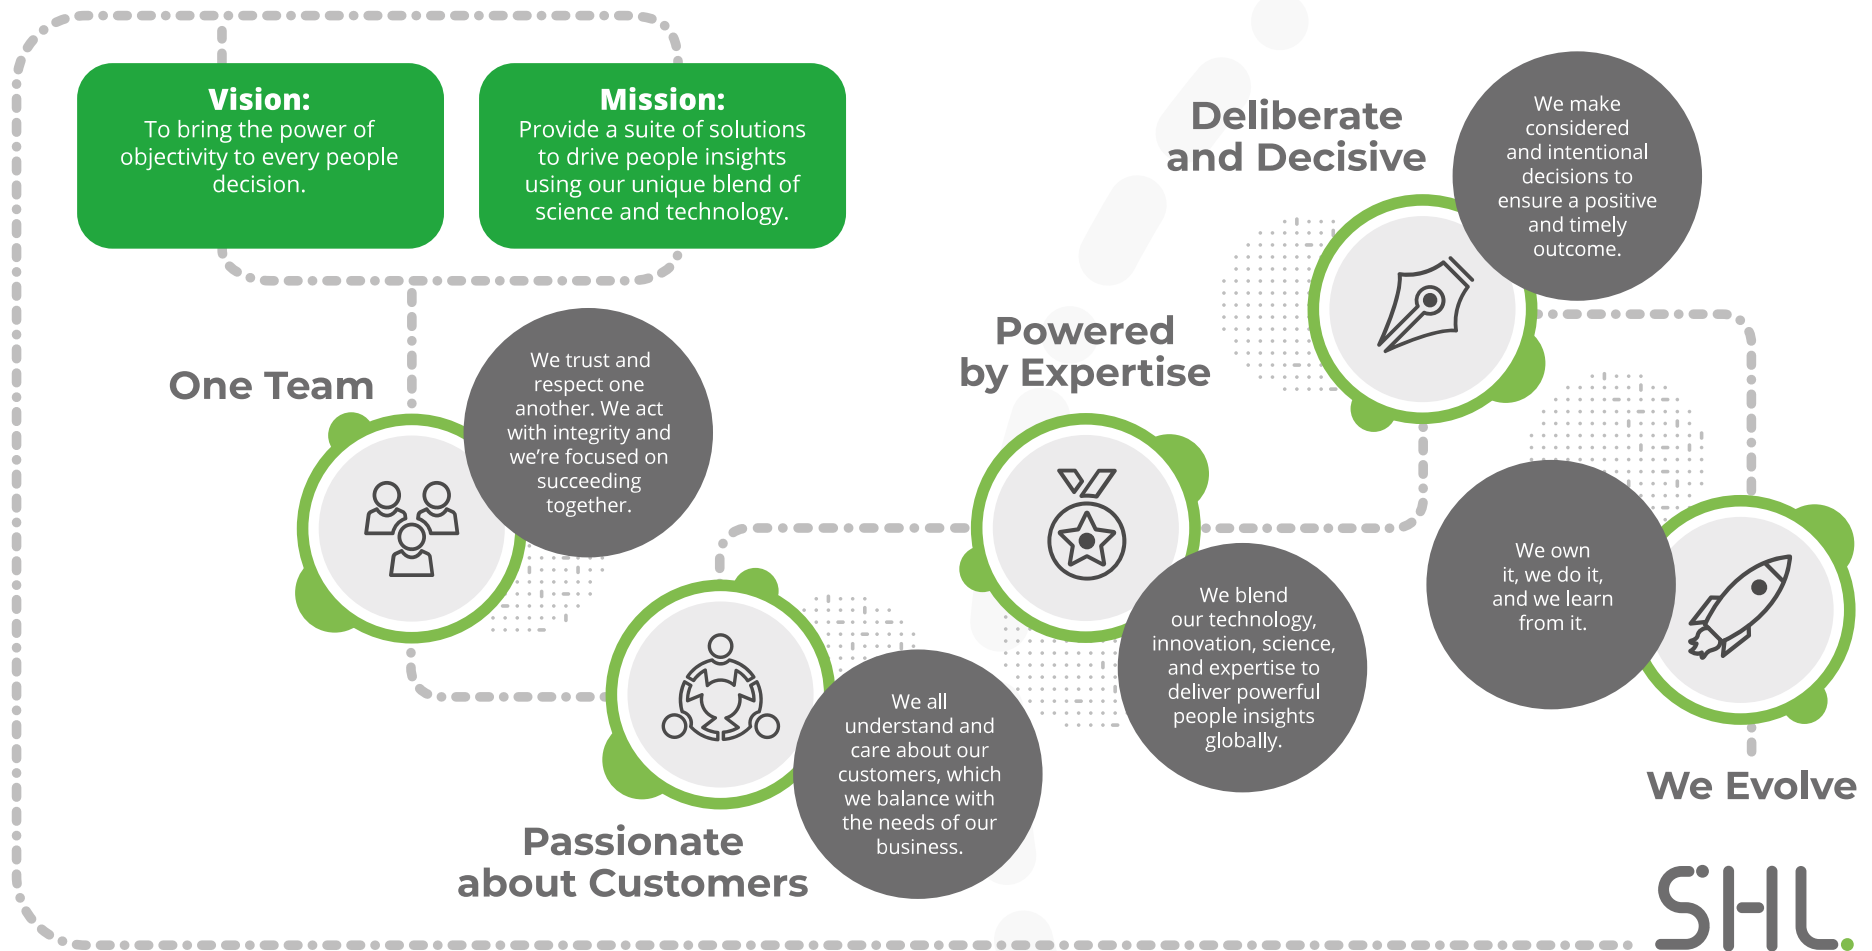 Vision:
To bring the power of
objectivity to every people
decision.
Mission:
Provide a suite of solutions
to drive people insights
using our unique blend of
science and technology.
One Team
We trust and
respect one
another. We act
with integrity and
we’re focused on
succeeding
together.
Passionate
about Customers
We all
understand and
care about our
customers, which
we balance with
the needs of our
business.
Powered
by Expertise
We blend
our technology,
innovation, science,
and expertise to
deliver powerful
people insights
globally.
Deliberate
and Decisive
We make
considered
and intentional
decisions to
ensure a positive
and timely
outcome.
We own
it, we do it,
and we learn
from it.
We Evolve
SHL.